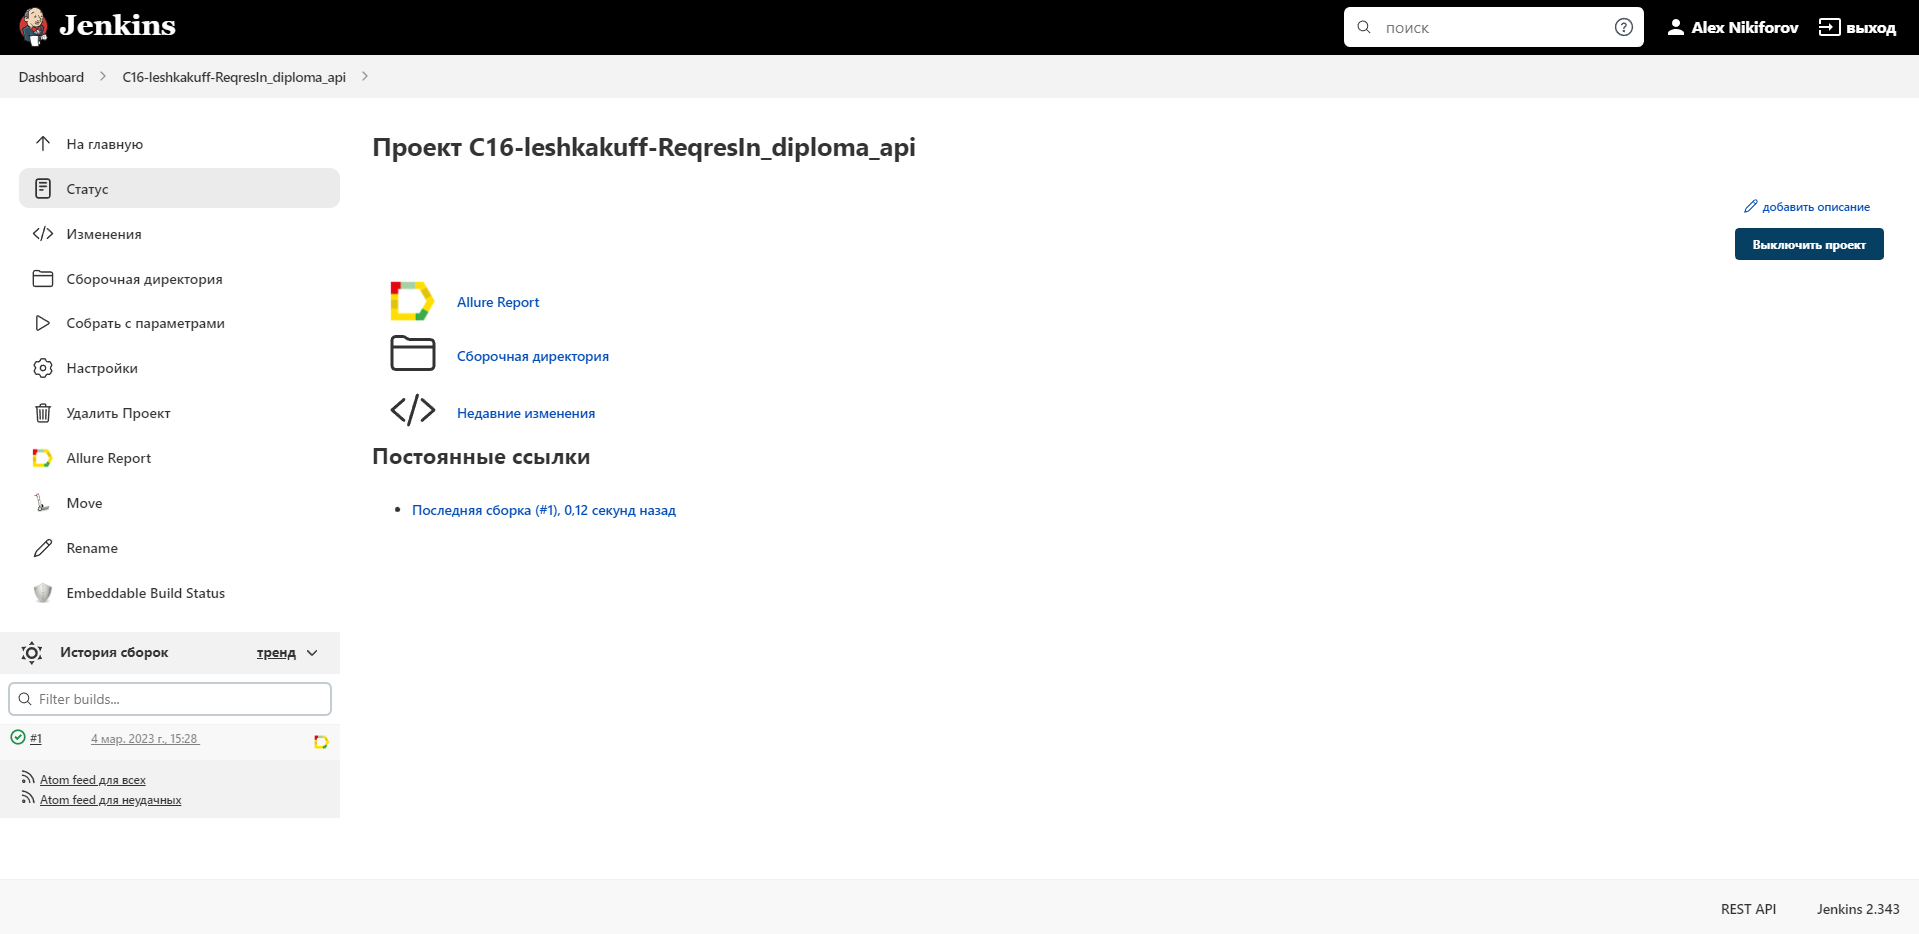 Jenkins
поиск
Alex Nikiforov
выход
Dashboard
C16-leshkakuff-ReqresIn_diploma_api
На главную
Статус
Изменения
Сборочная директория
Собрать с параметрами
Настройки
Удалить Проект
Allure Report
Move
Rename
Embeddable Build Status
История сборок
тренд
Filter builds...
#1
4 мар. 2023 г., 15:28
Atom feed для всех
Atom feed для неудачных
Проект C16-leshkakuff-ReqresIn_diploma_api
добавить описание
Выключить проект
Allure Report
Сборочная директория
Недавние изменения
Постоянные ссылки
Последняя сборка (#1), 0,12 секунд назад
REST API
Jenkins 2.343